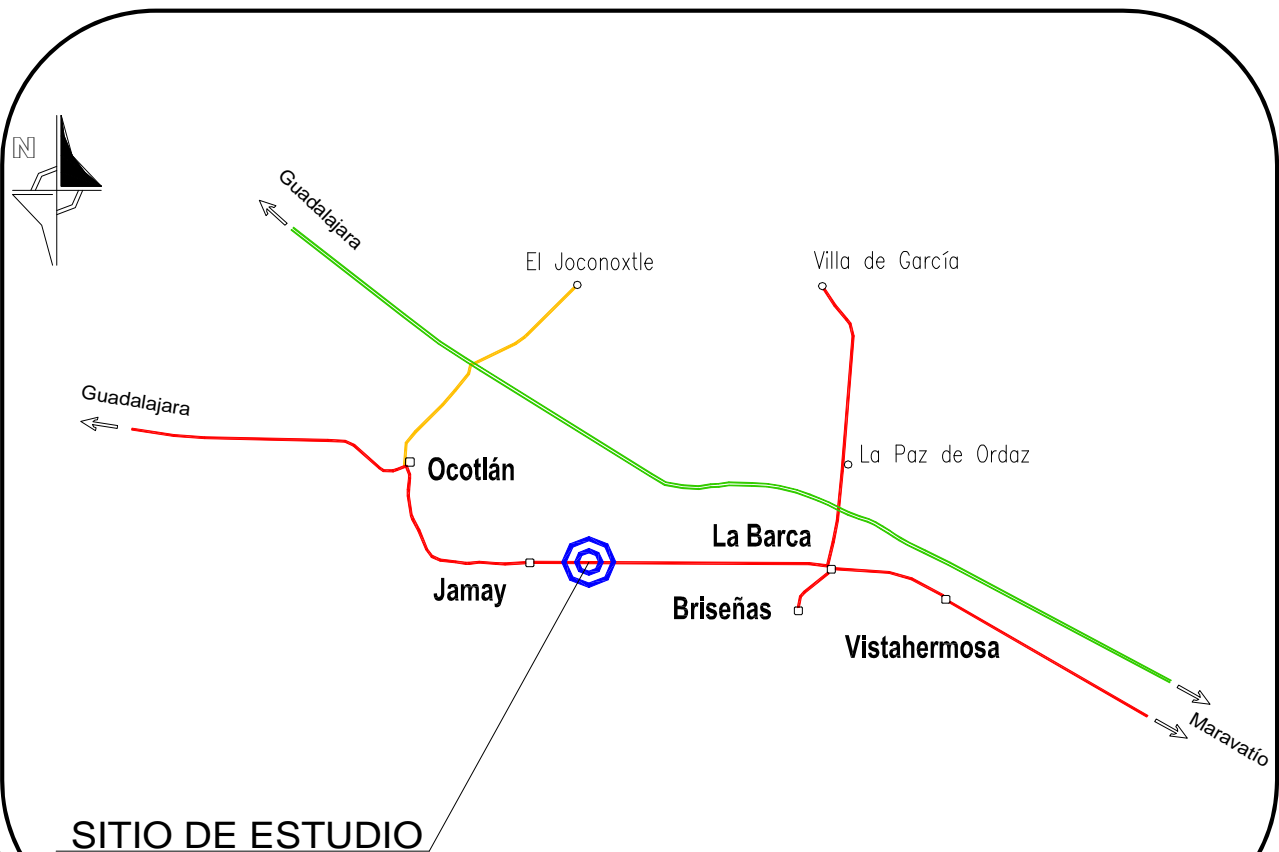 N
Guadalajara
El Joconoxtle
Villa de García
Guadalajara
Ocotlán
La Paz de Ordaz
La Barca
Jamay
Briseñas
Vistahermosa
Maravatío
SITIO DE ESTUDIO